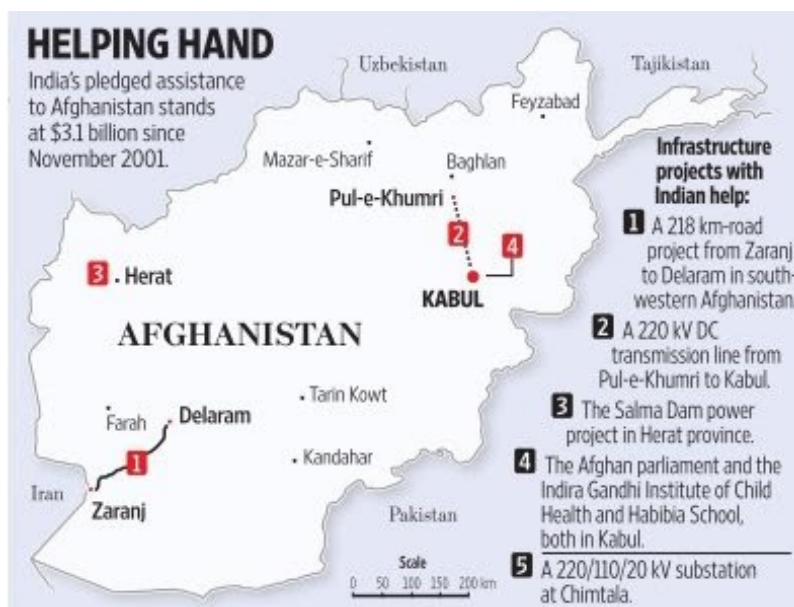 HELPING HAND
India's pledged assistance
to Afghanistan stands
at $3.1 billion since
November 2001.
Uzbekistan
Tajikistan
Feyzabad
Mazar-e-Sharif
Baghlan
Pul-e-Khumri
2
4
3
Herat
KABUL
AFGHANISTAN
Tarin Kowt
Farah
Delaram
1
Kandahar
Iran
Zaranj
Pakistan
Scale
0 50 100 150 200 km
Infrastructure
projects with
Indian help:
1 A 218 km-road
project from Zaranj
to Delaram in south-
western Afghanistan.
2 A 220 kV DC
transmission line from
Pul-e-Khumri to Kabul.
3 The Salma Dam power
project in Herat province.
4 The Afghan parliament and the
Indira Gandhi Institute of Child
Health and Habibia School,
both in Kabul.
5 A 220/110/20 kV substation
at Chimtala.